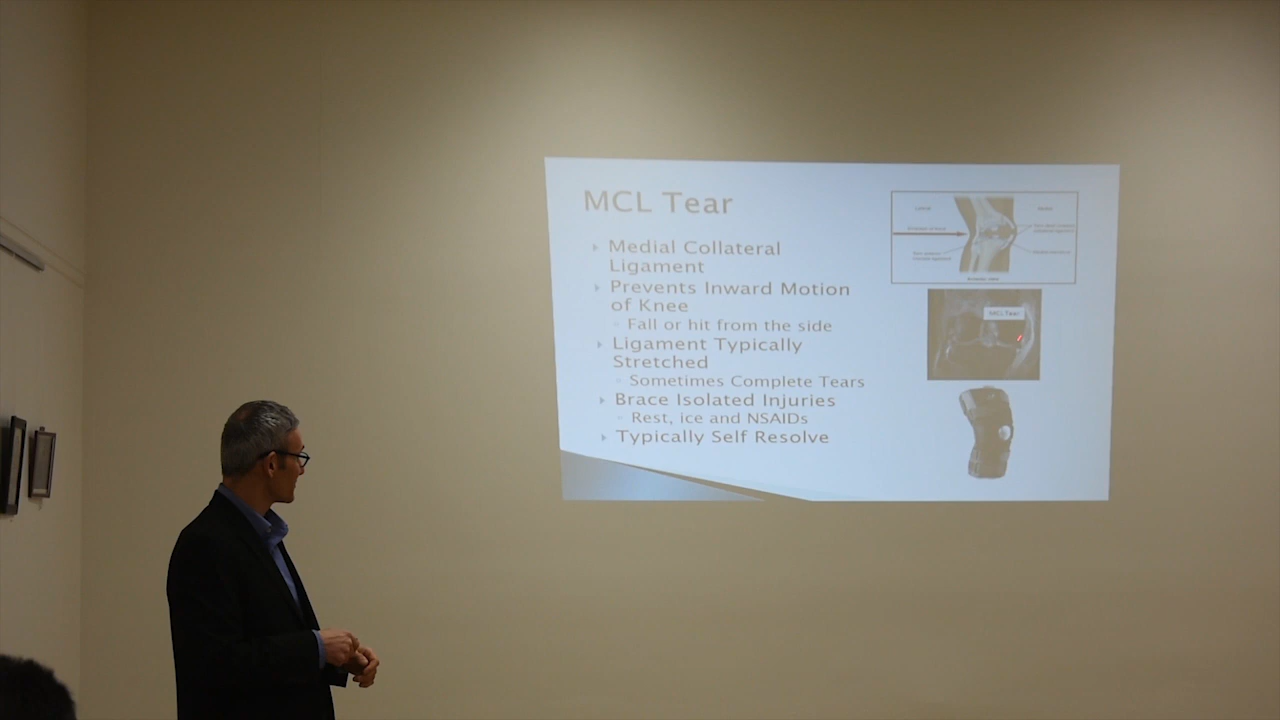 MCL Tear
Medial Collateral
Ligament
Prevents Inward Motion
of Knee
Fall or hit from the side
Ligament Typically
Stretched
Sometimes Complete Tears
Brace Isolated Injuries
Rest, ice and NSAIDs
Typically Self Resolve
MCL Tear